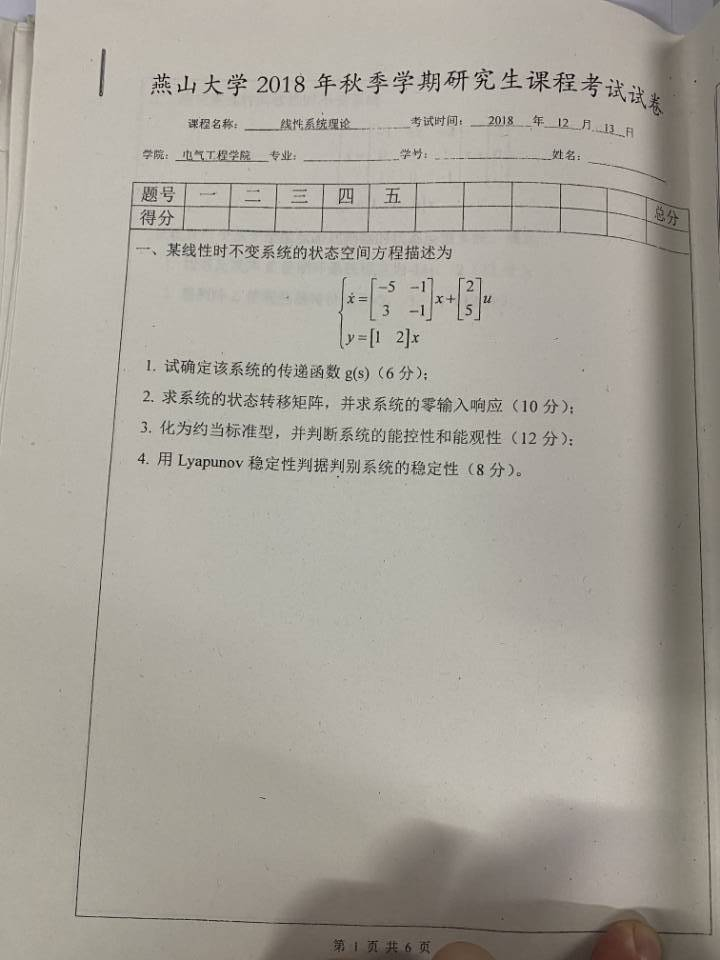 燕山大学 2018 年秋季学期研究生课程考试试卷
课程名称: 线性系统理论 考试时间: 2018 年 12 月 13 日
学院: 电气工程学院 专业: 学号: 姓名:
题号 一 二 三 四 五 总分
得分
一、某线性时不变系统的状态空间方程描述为
{ ẋ = [−5 −1; 3 −1] x + [2; 5] u
y = [1 2] x
1. 试确定该系统的传递函数 g(s)（6 分）;
2. 求系统的状态转移矩阵，并求系统的零输入响应（10 分）;
3. 化为约当标准型，并判断系统的能控性和能观性（12 分）:
4. 用 Lyapunov 稳定性判据判别系统的稳定性（8 分）。
第 1 页 共 6 页